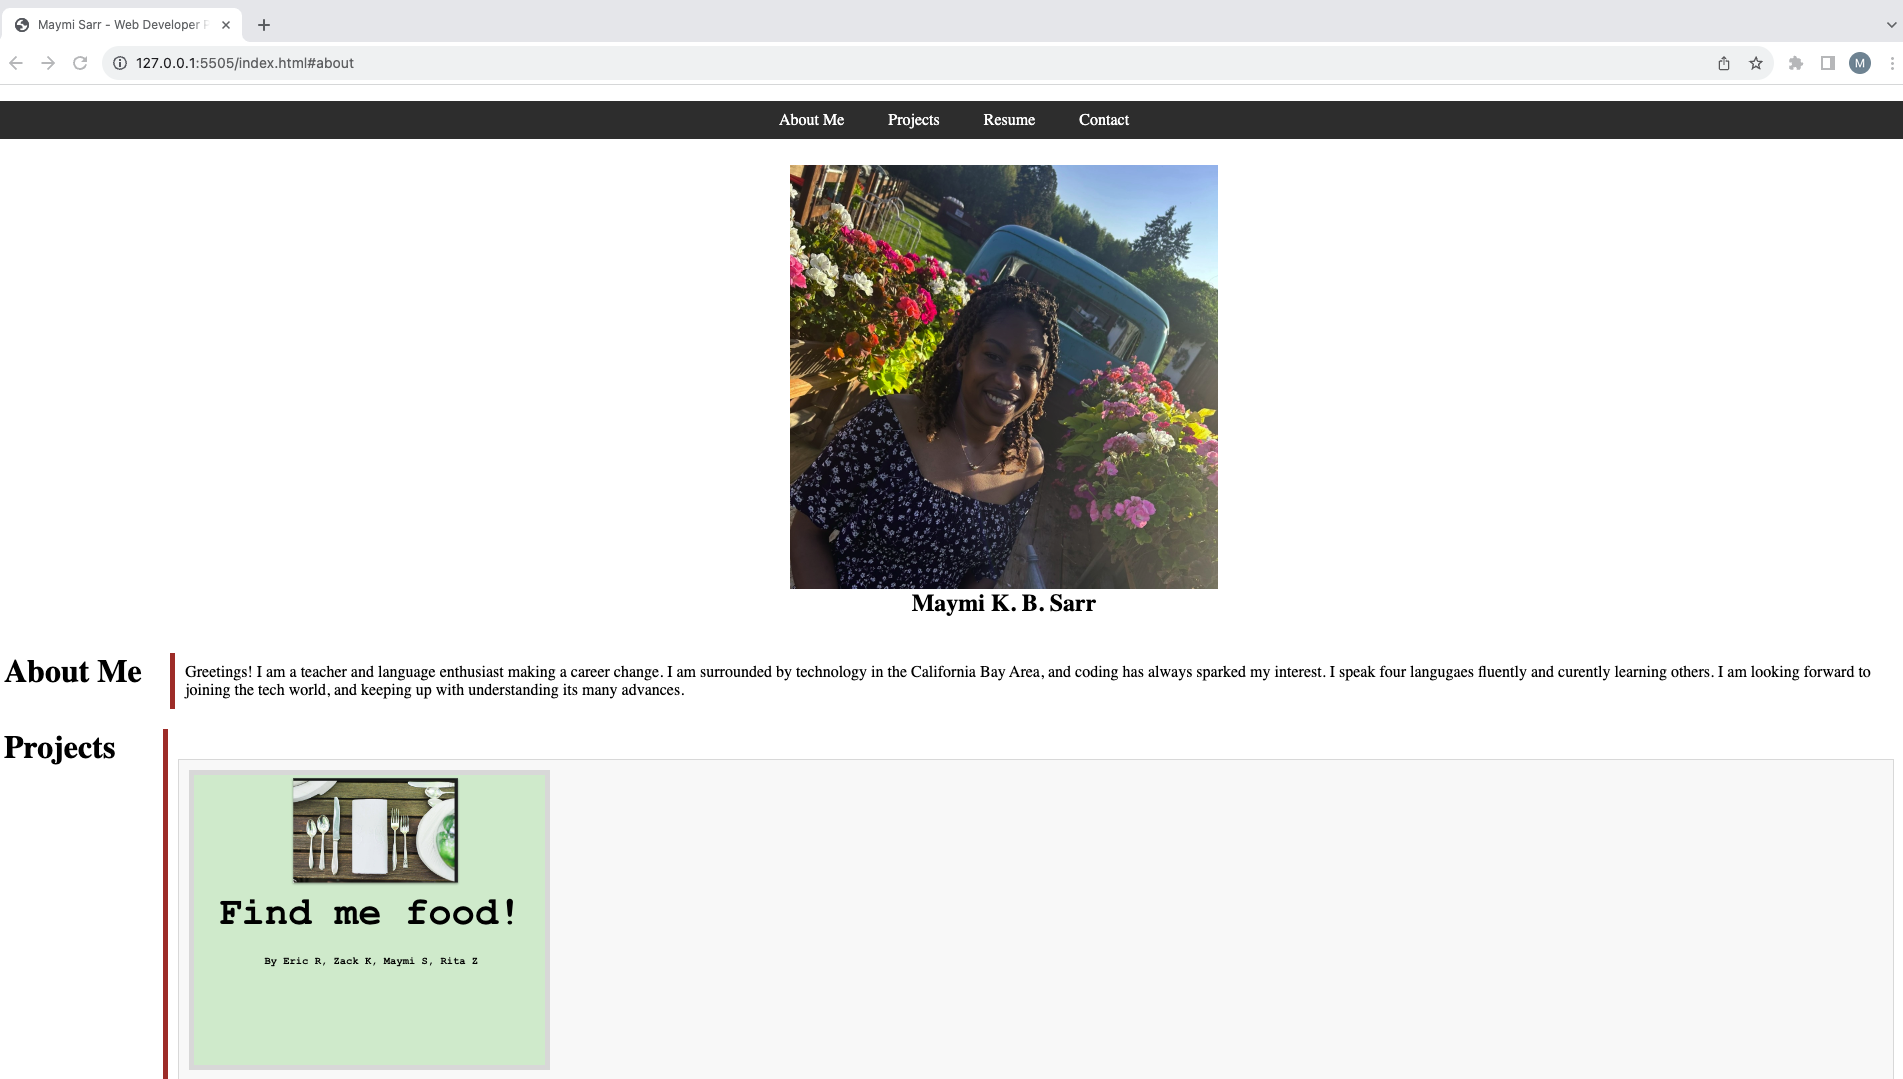 Maymi Sarr - Web Developer
127.0.0.1:5505/index.html#about
M
About Me Projects Resume Contact
Maymi K. B. Sarr
About Me
Greetings! I am a teacher and language enthusiast making a career change. I am surrounded by technology in the California Bay Area, and coding has always sparked my interest. I speak four langugaes fluently and curently learning others. I am looking forward to
joining the tech world, and keeping up with understanding its many advances.
Projects
Find me food!
By Eric R, Zack K, Maymi S, Rita Z